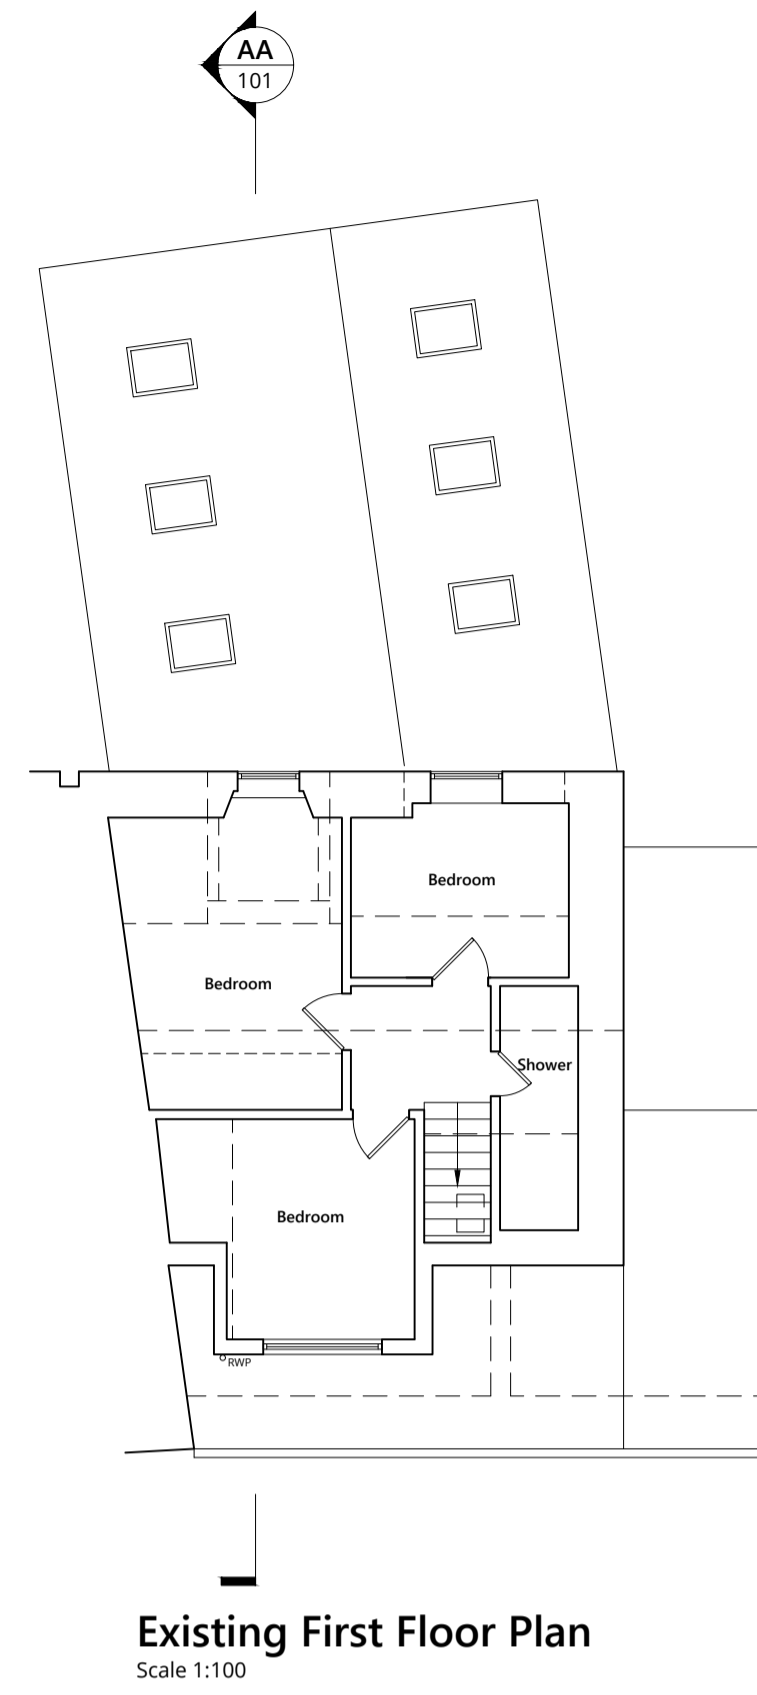 AA
101
Bedroom
Bedroom
Shower
Bedroom
RWP
Existing First Floor Plan
Scale 1:100